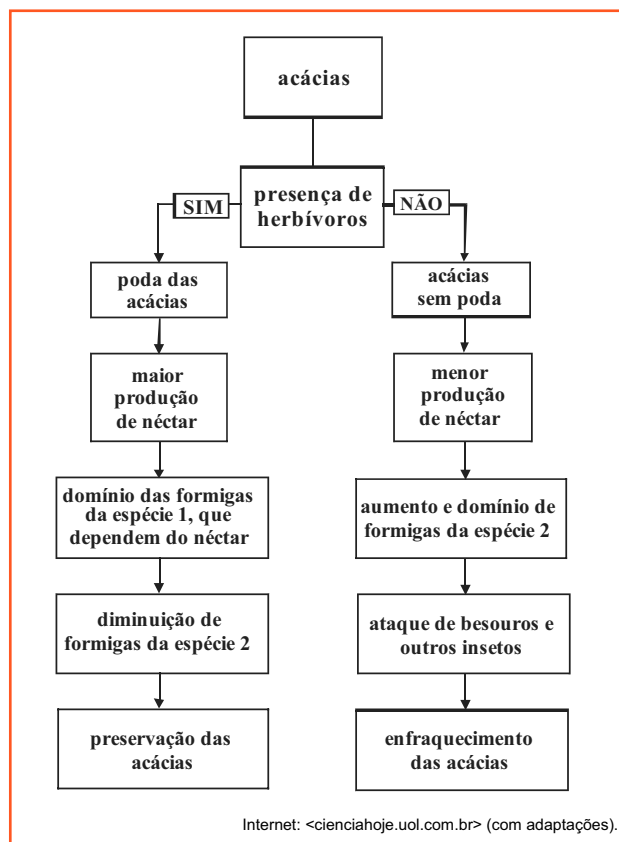 acácias
presença de
herbívoros
SIM
NÃO
poda das
acácias
maior
produção
de néctar
domínio das formigas
da espécie 1, que
dependem do néctar
diminuição de
formigas da espécie 2
preservação das
acácias
acácias
sem poda
menor
produção
de néctar
aumento e domínio de
formigas da espécie 2
ataque de besouros e
outros insetos
enfraquecimento
das acácias
Internet: <cienciahoje.uol.com.br> (com adaptações).